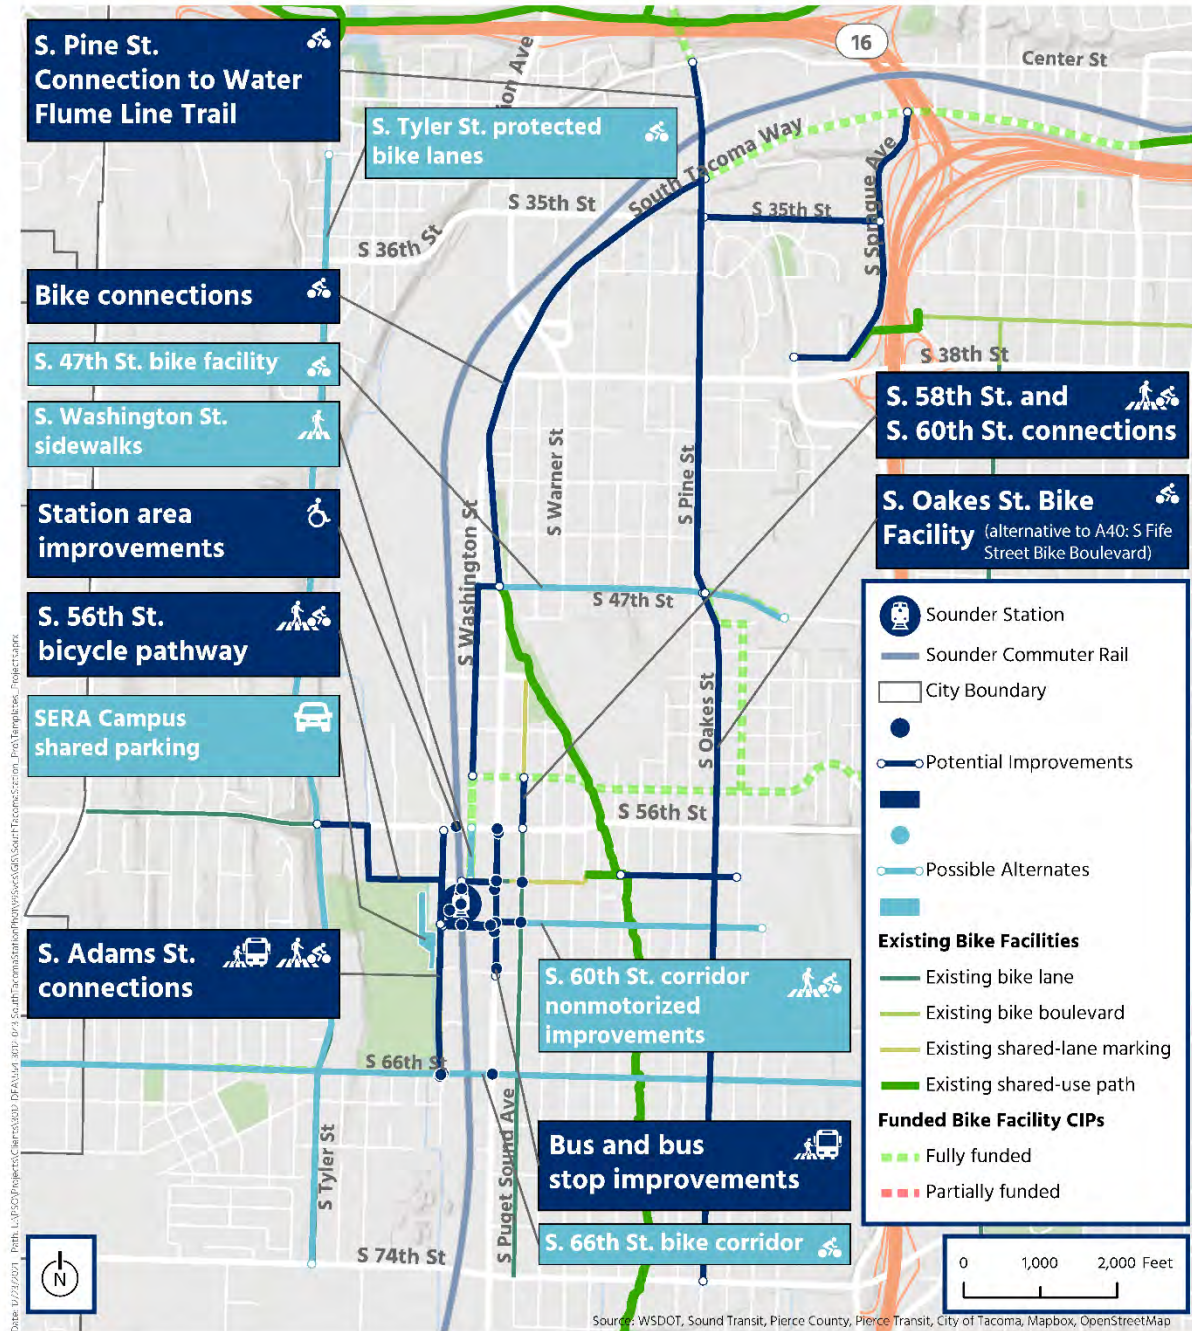 S. Pine St.
Connection to Water
Flume Line Trail
ion Ave
16
Center St
S. Tyler St. protected
bike lanes
South Tacoma Way
S Sprague Ave
S 35th St
S 35th St
S 36th St
Bike connections
S. 47th St. bike facility
S 38th St
S. Washington St.
sidewalks
S. 58th St. and
S. 60th St. connections
S Warner St
S Pine St
S Washington St
Station area
improvements
S. Oakes St. Bike
Facility (alternative to A40: S Fife
Street Bike Boulevard)
S. 56th St.
bicycle pathway
S 47th St
S Oakes St
SERA Campus
shared parking
S 56th St
Sounder Station
Sounder Commuter Rail
City Boundary
Potential Improvements
Possible Alternates
Existing Bike Facilities
Existing bike lane
Existing bike boulevard
Existing shared-lane marking
Existing shared-use path
Funded Bike Facility CIPs
Fully funded
Partially funded
S. Adams St.
connections
S. 60th St. corridor
nonmotorized
improvements
S 66th St
S Tyler St
S Puget Sound Ave
Bus and bus
stop improvements
S. 66th St. bike corridor
S 74th St
N
0 1,000 2,000 Feet
Source: WSDOT, Sound Transit, Pierce County, Pierce Transit, City of Tacoma, Mapbox, OpenStreetMap